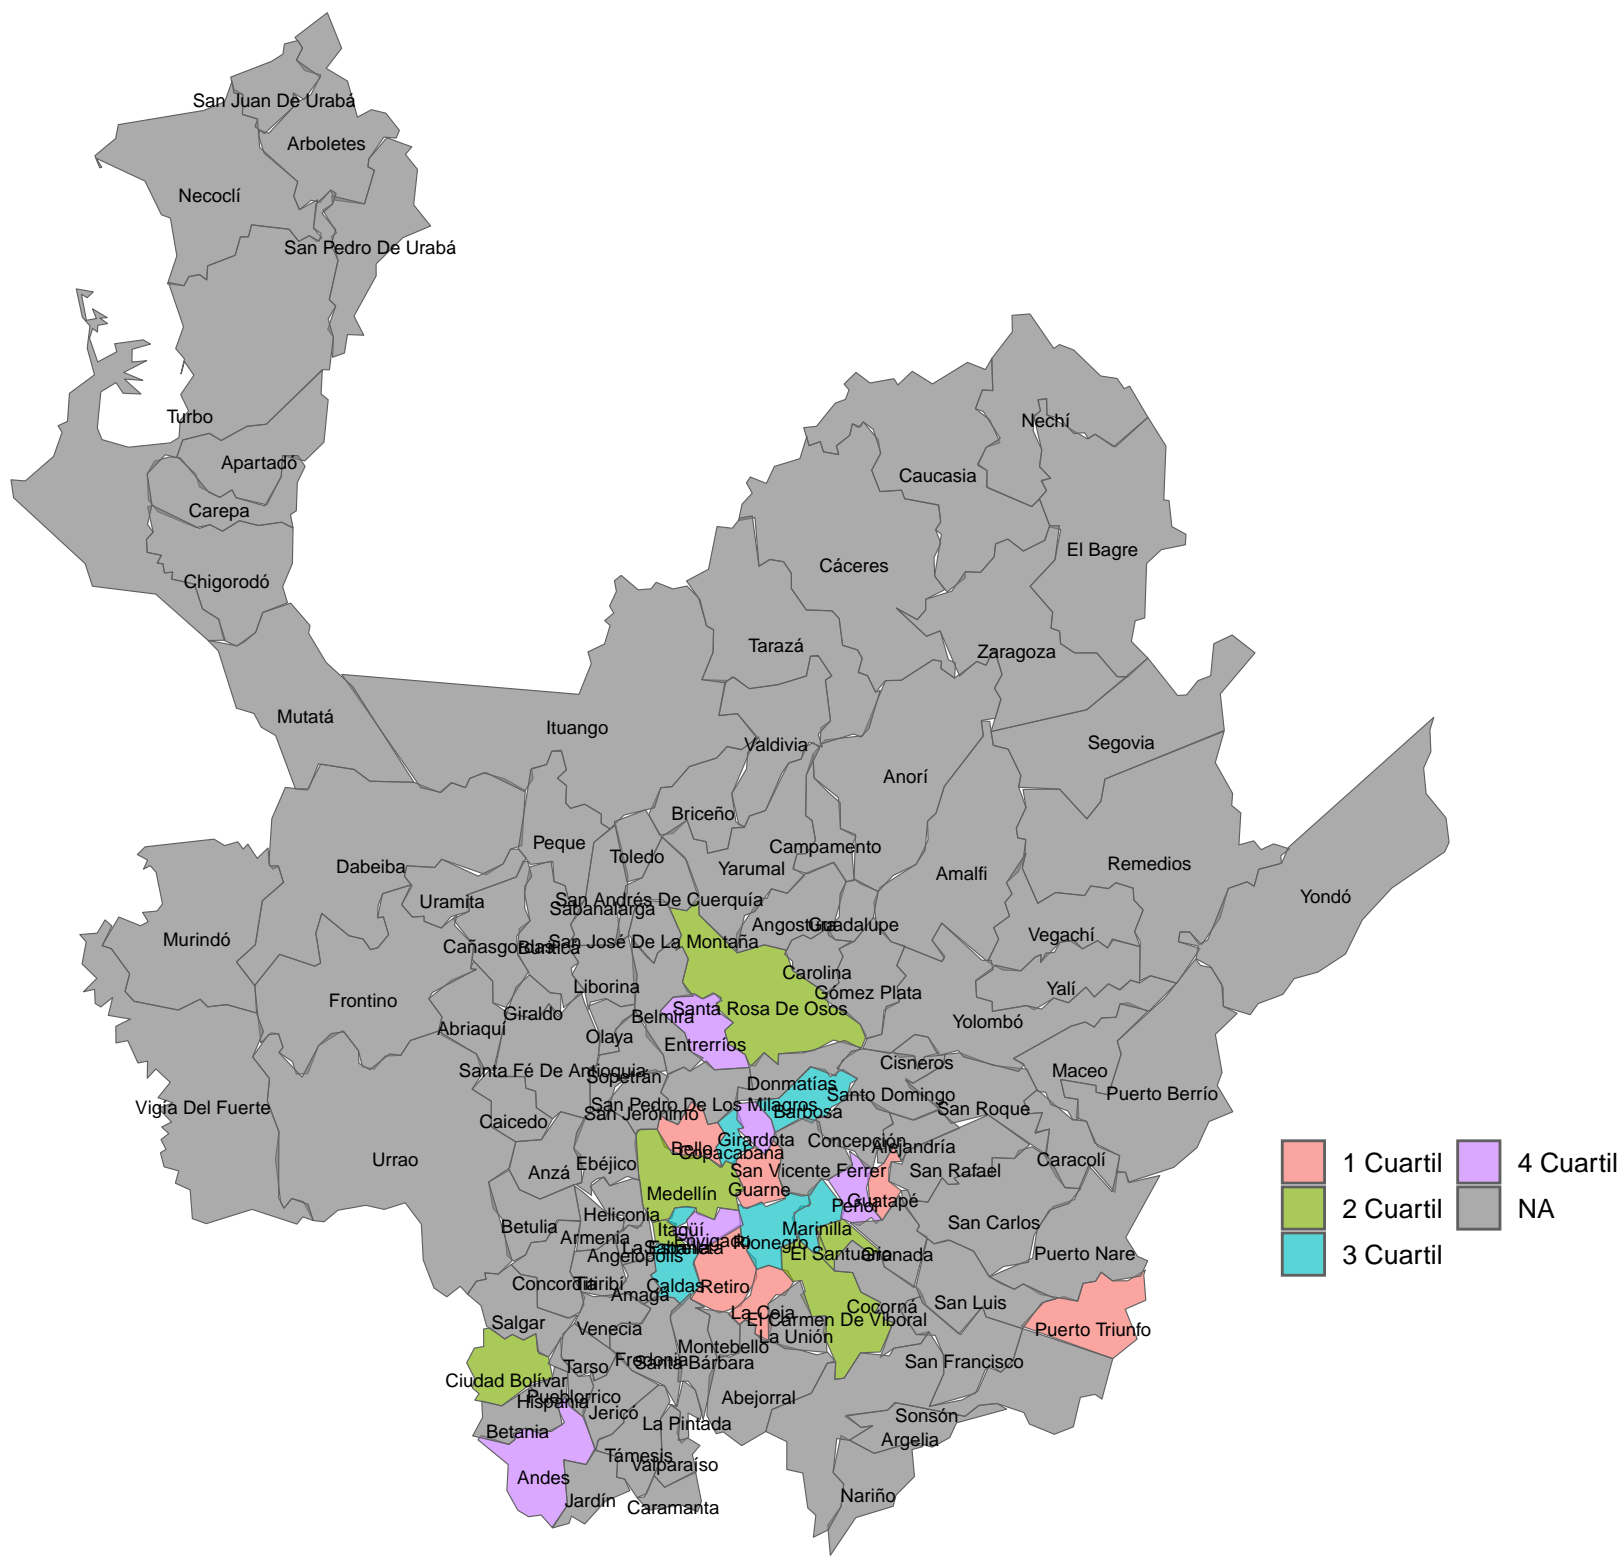 San Juan De Urabá
Arboletes
Necoclí
San Pedro De Urabá
Turbo
Nechí
Apartadó
Caucasia
Carepa
El Bagre
Cáceres
Chigorodó
Tarazá
Zaragoza
Mutatá
Ituango
Valdivia
Segovia
Anorí
Briceño
Peque
Campamento
Toledo
Dabeiba
Yarumal
Remedios
Amalfi
Yondó
Uramita
San Andrés De Cuerquía
Sabanalarga
Angostura
Guadalupe
Vegachí
Murindó
San José De La Montaña
Cañasgordas
Buriticá
Carolina
Liborina
Yalí
Gómez Plata
Frontino
Santa Rosa De Osos
Giraldo
Belmira
Yolombó
Abriaquí
Olaya
Entrerríos
Cisneros
Santa Fé De Antioquia
Maceo
Sopetrán
Donmatías
Santo Domingo
Puerto Berrío
San Pedro De Los Milagros
Vigía Del Fuerte
San Roque
Barbosa
San Jerónimo
Caicedo
Girardota
Concepción
Alejandría
Bello
Copacabana
Urrao
Caracolí
Ebéjico
Anzá
San Vicente Ferrer
San Rafael
Guarne
Medellín
Guatapé
Peñol
Heliconia
San Carlos
Betulia
Itagüí
Marinilla
Armenia
Envigado
Rionegro
La Estrella
Sabaneta
Angelópolis
El Santuario
Granada
Puerto Nare
Concordia
Titiribí
Caldas
Retiro
Amagá
San Luis
Cocorná
La Ceja
El Carmen De Viboral
Salgar
Venecia
La Unión
Puerto Triunfo
Montebello
Fredonia
Santa Bárbara
San Francisco
Tarso
Ciudad Bolívar
Pueblorrico
Hispania
Abejorral
Jericó
La Pintada
Sonsón
Betania
Argelia
Támesis
Valparaíso
Andes
Nariño
Jardín
Caramanta
1 Cuartil
4 Cuartil
2 Cuartil
NA
3 Cuartil